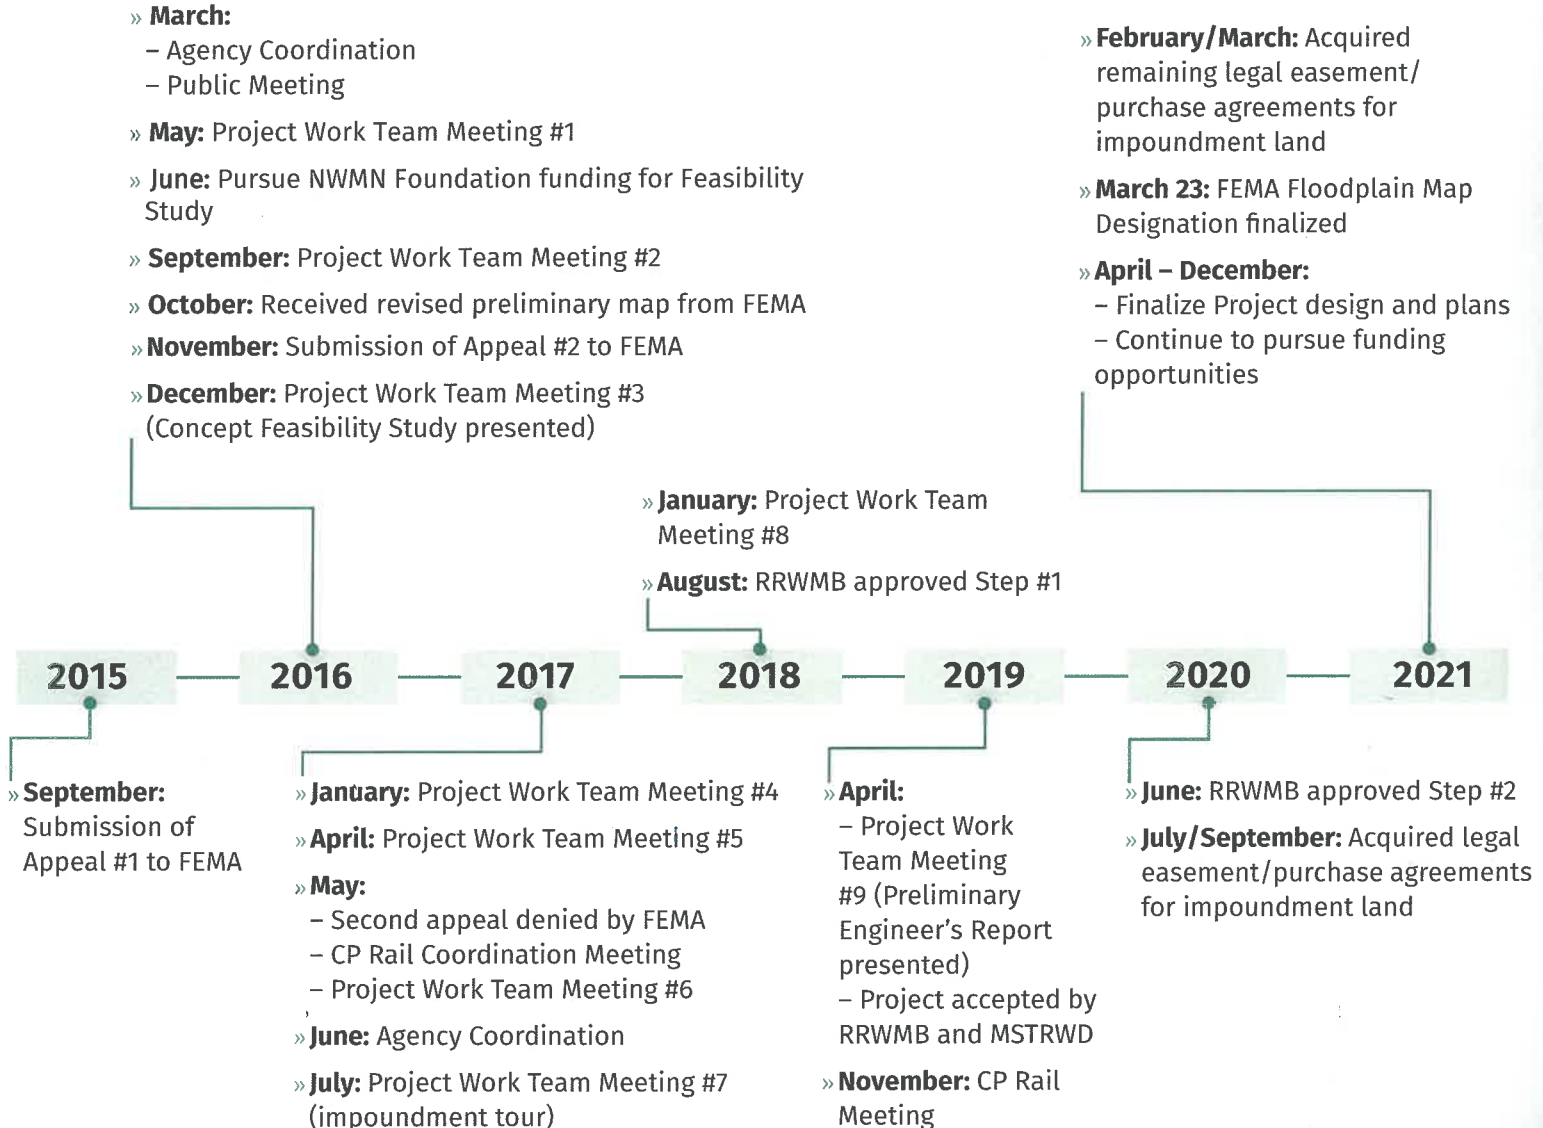 » March:
– Agency Coordination
– Public Meeting
» May: Project Work Team Meeting #1
» June: Pursue NWMN Foundation funding for Feasibility
Study
» September: Project Work Team Meeting #2
» October: Received revised preliminary map from FEMA
» November: Submission of Appeal #2 to FEMA
» December: Project Work Team Meeting #3
(Concept Feasibility Study presented)
» January: Project Work Team
Meeting #8
» August: RRWMB approved Step #1
» February/March: Acquired
remaining legal easement/
purchase agreements for
impoundment land
» March 23: FEMA Floodplain Map
Designation finalized
» April – December:
– Finalize Project design and plans
– Continue to pursue funding
opportunities
2015 2016 2017 2018 2019 2020 2021
» September:
Submission of
Appeal #1 to FEMA
» January: Project Work Team Meeting #4
» April: Project Work Team Meeting #5
» May:
– Second appeal denied by FEMA
– CP Rail Coordination Meeting
– Project Work Team Meeting #6
» June: Agency Coordination
» July: Project Work Team Meeting #7
(impoundment tour)
» April:
– Project Work
Team Meeting
#9 (Preliminary
Engineer's Report
presented)
– Project accepted by
RRWMB and MSTRWD
» November: CP Rail
Meeting
» June: RRWMB approved Step #2
» July/September: Acquired legal
easement/purchase agreements
for impoundment land